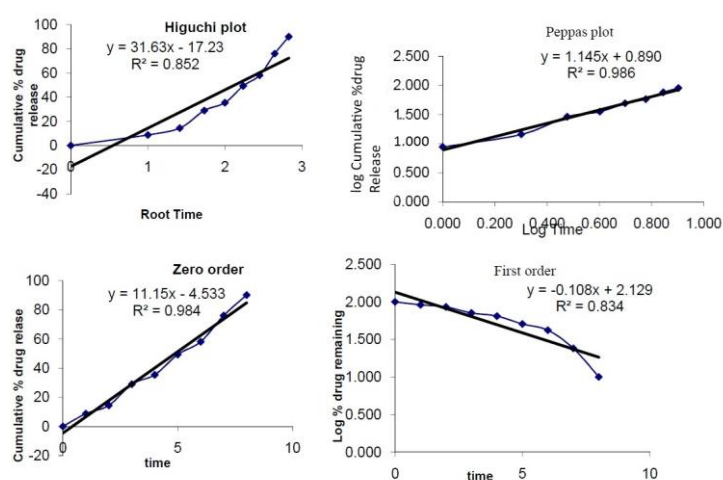 Higuchi plot
y = 31.63x - 17.23
R² = 0.852
100
80
60
40
20
0
-20
-40
0
1
2
3
Cumulative % drug
release
Root Time
Peppas plot
y = 1.145x + 0.890
R² = 0.986
2.500
2.000
1.500
1.000
0.500
0.000
0.000 0.200 0.400 0.600 0.800 1.000
log Cumulative %drug
Release
Log Time
Zero order
y = 11.15x - 4.533
R² = 0.984
100
80
60
40
20
0
-20
0
5
10
Cumulative % drug relase
time
First order
y = -0.108x + 2.129
R² = 0.834
2.500
2.000
1.500
1.000
0.500
0.000
0
5
10
Log % drug remaining
time